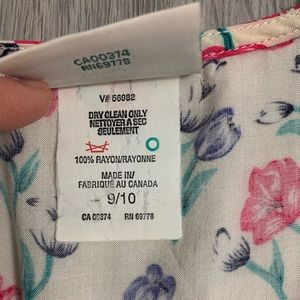 CA00374
RN69778
V# 56982
DRY CLEAN ONLY
NETTOYER A SEC
SEULEMENT
100% RAYON/RAYONNE
MADE IN/
FABRIQUÉ AU CANADA
9/10
CA 00374 RN 69778